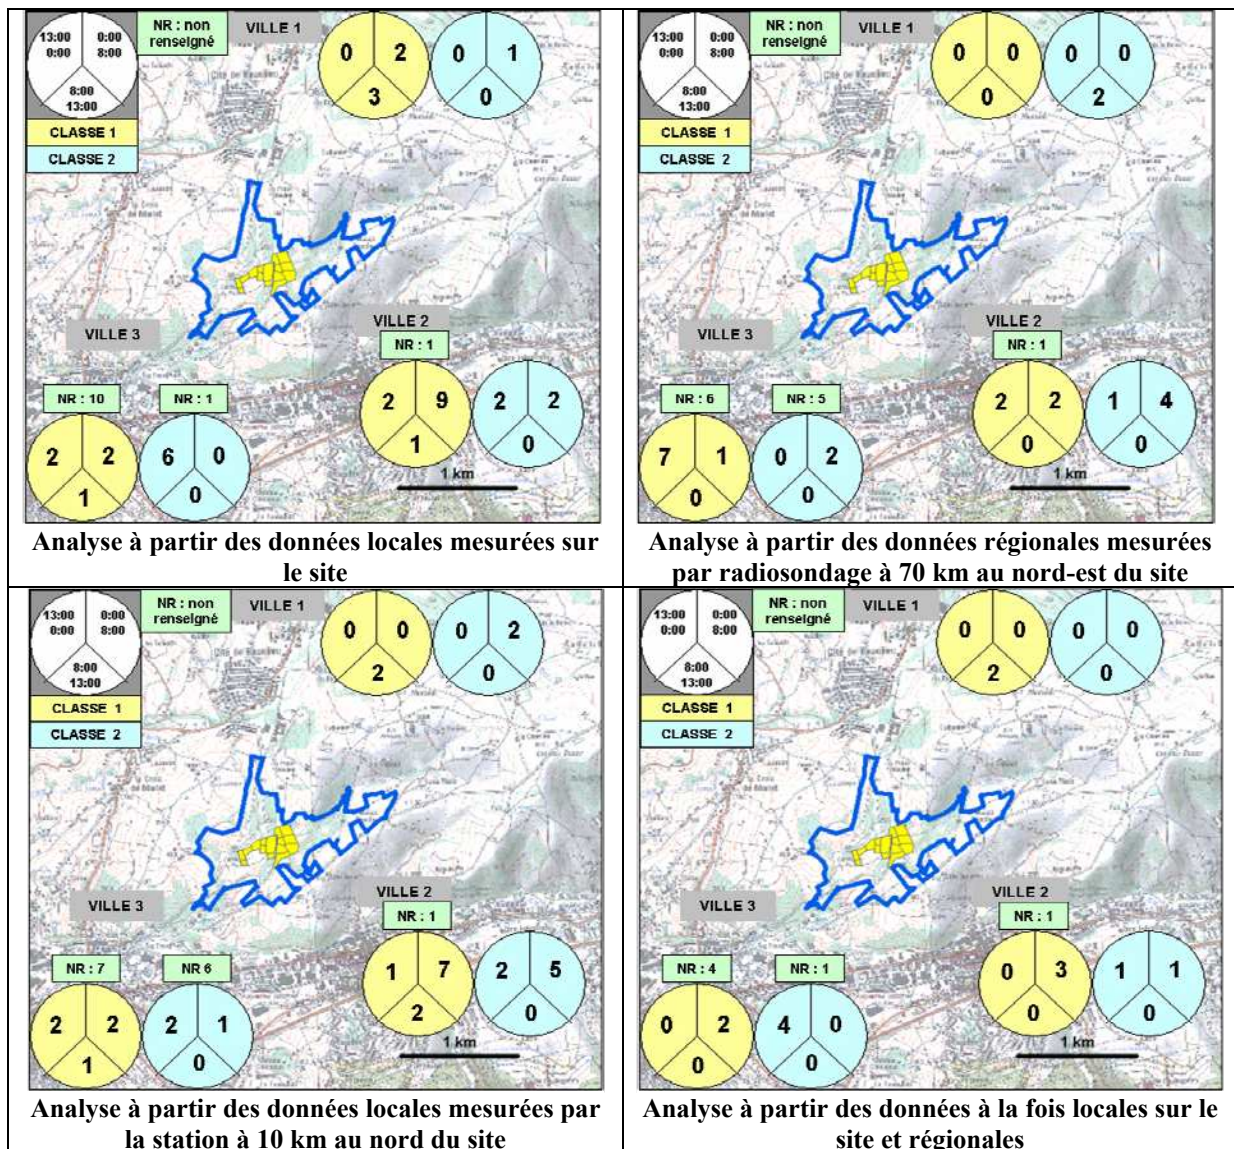 13:00 0:00
0:00 8:00
8:00
13:00
NR : non
renseigné
VILLE 1
CLASSE 1
CLASSE 2
0 2
3
0 1
0
VILLE 3
VILLE 2
NR : 1
2 9
1
2 2
0
NR : 10
2 2
1
NR : 1
6 0
0
1 km
Analyse à partir des données locales mesurées sur
le site
13:00 0:00
0:00 8:00
8:00
13:00
NR : non
renseigné
VILLE 1
CLASSE 1
CLASSE 2
0 0
0
0 0
2
VILLE 3
VILLE 2
NR : 1
2 2
0
1 4
0
NR : 6
7 1
0
NR : 5
0 2
0
1 km
Analyse à partir des données régionales mesurées
par radiosondage à 70 km au nord-est du site
13:00 0:00
0:00 8:00
8:00
13:00
NR : non
renseigné
VILLE 1
CLASSE 1
CLASSE 2
0 0
2
0 2
0
VILLE 3
VILLE 2
NR : 1
1 7
2
2 5
0
NR : 7
2 2
1
NR 6
2 1
0
1 km
Analyse à partir des données locales mesurées par
la station à 10 km au nord du site
13:00 0:00
0:00 8:00
8:00
13:00
NR : non
renseigné
VILLE 1
CLASSE 1
CLASSE 2
0 0
2
0 0
0
VILLE 3
VILLE 2
NR : 1
0 3
0
1 1
0
NR : 4
0 2
0
NR : 1
4 0
0
1 km
Analyse à partir des données à la fois locales sur le
site et régionales